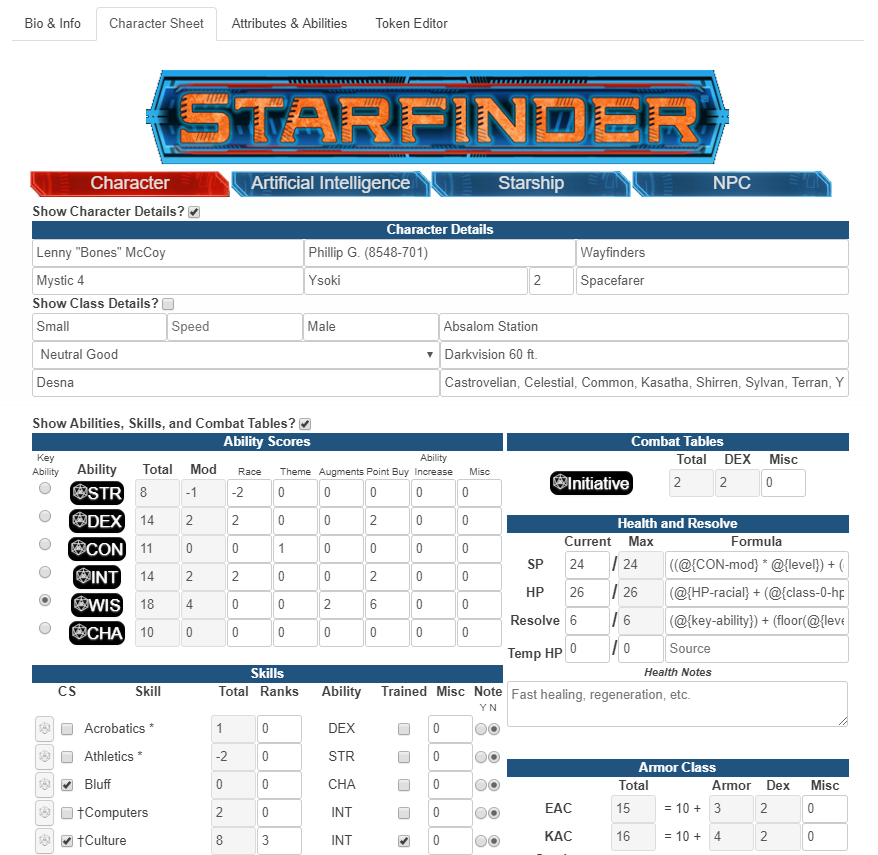 Bio & Info Character Sheet Attributes & Abilities Token Editor
STARFINDER
Character Artificial Intelligence Starship NPC
Show Character Details?
Character Details
Lenny "Bones" McCoy Phillip G. (8548-701) Wayfinders
Mystic 4 Ysoki 2 Spacefarer
Show Class Details?
Small Speed Male Absalom Station
Neutral Good Darkvision 60 ft.
Desna Castrovelian, Celestial, Common, Kasatha, Shirren, Sylvan, Terran, Y
Show Abilities, Skills, and Combat Tables?
Ability Scores
Key Ability Ability Total Mod Race Theme Augments Point Buy Ability Increase Misc
STR 8 -1 -2 0 0 0 0 0
DEX 14 2 2 0 0 2 0 0
CON 11 0 0 1 0 0 0 0
INT 14 2 2 0 0 2 0 0
WIS 18 4 0 0 2 6 0 0
CHA 10 0 0 0 0 0 0 0
Combat Tables
Total DEX Misc
Initiative 2 2 0
Health and Resolve
Current Max Formula
SP 24 / 24 ((@{CON-mod} * @{level}) + (
HP 26 / 26 (@{HP-racial} + (@{class-0-hp
Resolve 6 / 6 (@{key-ability} + (floor(@{leve
Temp HP 0 / 0 Source
Health Notes
Fast healing, regeneration, etc.
Skills
CS Skill Total Ranks Ability Trained Misc Note
Y N
Acrobatics * 1 0 DEX 0
Athletics * -2 0 STR 0
Bluff 0 0 CHA 0
†Computers 2 0 INT 0
†Culture 8 3 INT 0
Armor Class
Total Armor Dex Misc
EAC 15 = 10 + 3 2 0
KAC 16 = 10 + 4 2 0